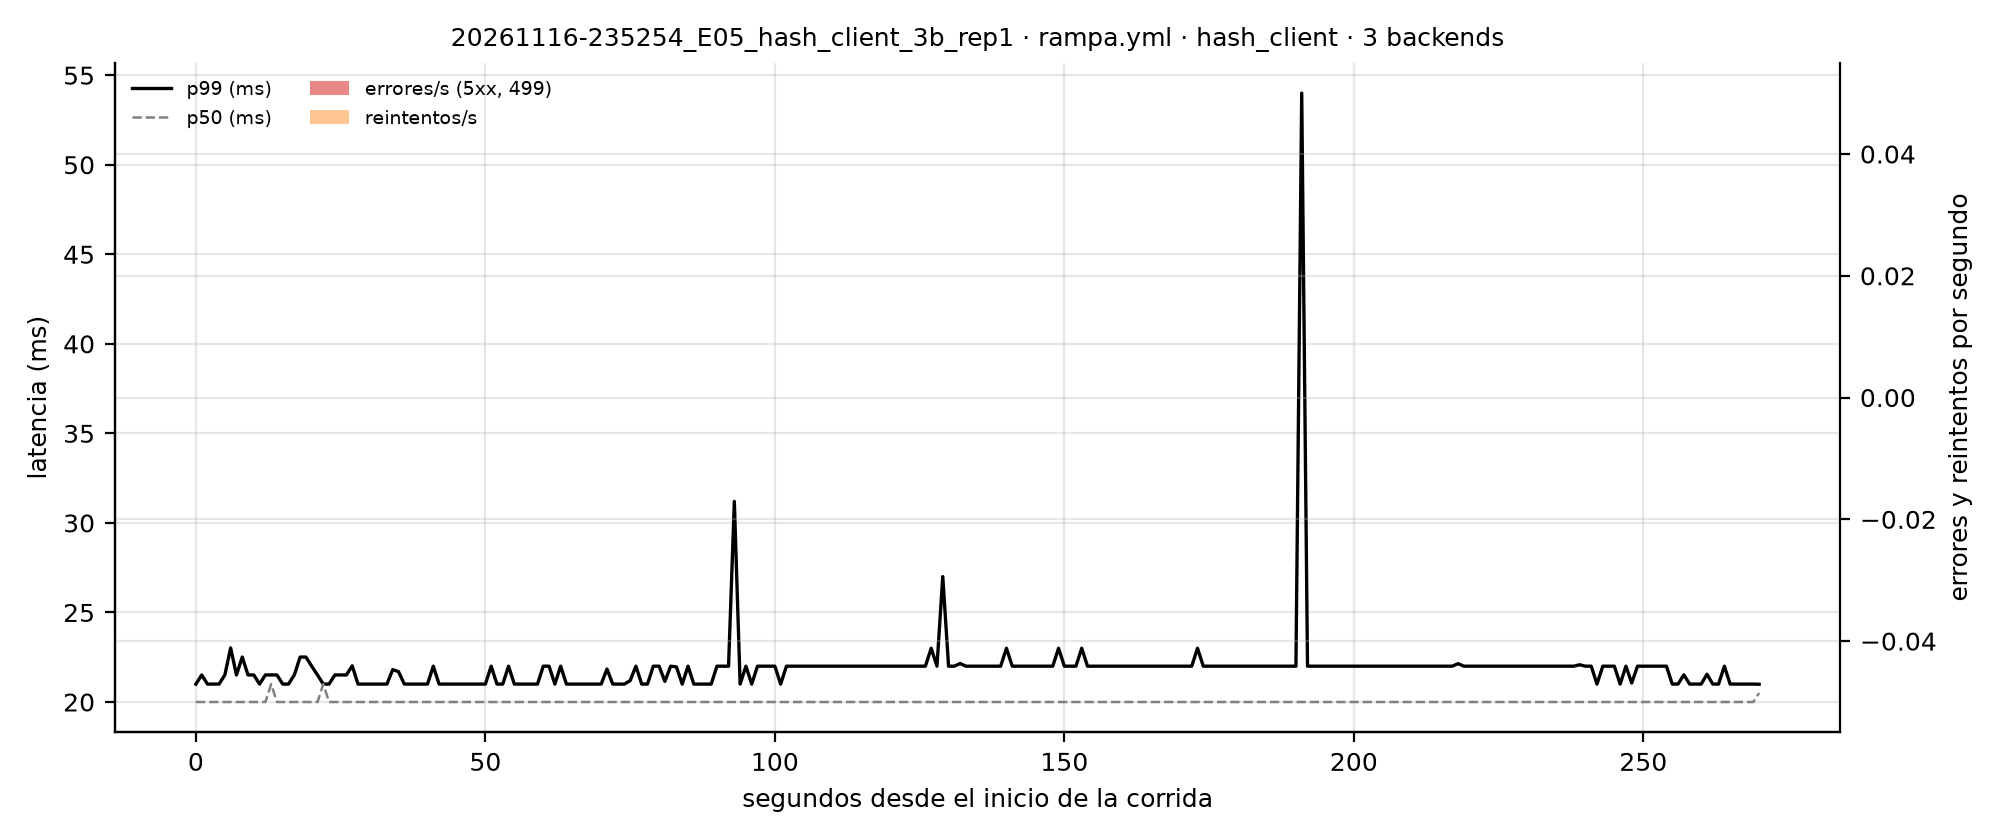 20261116-235254_E05_hash_client_3b_rep1 · rampa.yml · hash_client · 3 backends
p99 (ms)
p50 (ms)
errores/s (5xx, 499)
reintentos/s
55
50
45
40
35
30
25
20
latencia (ms)
0.04
0.02
0.00
−0.02
−0.04
errores y reintentos por segundo
0
50
100
150
200
250
segundos desde el inicio de la corrida